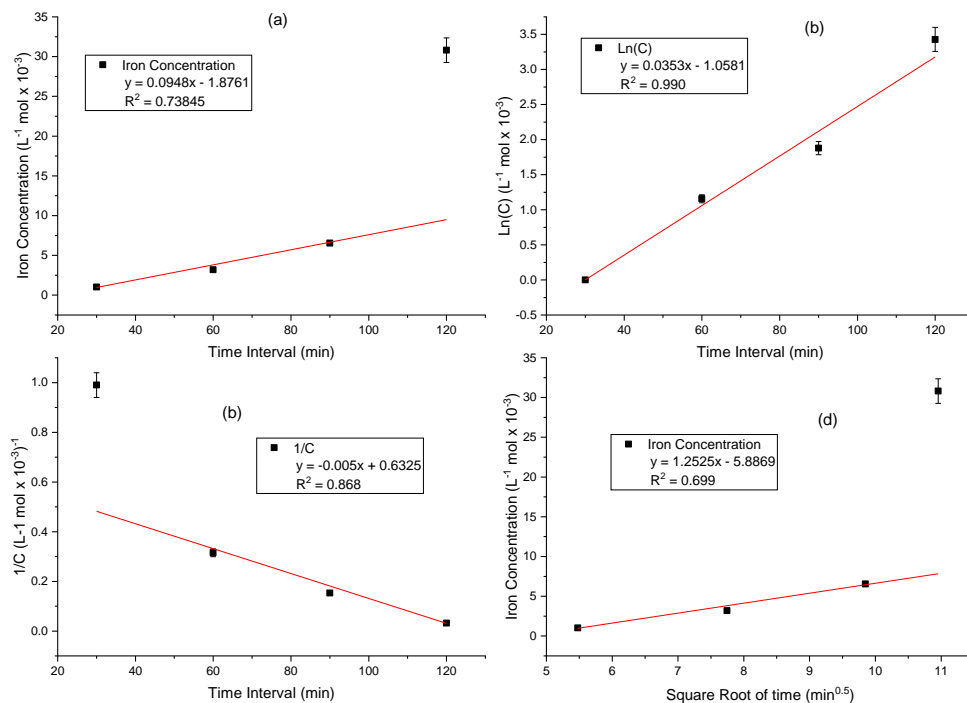 (a)
35
30
25
20
15
10
5
0
Iron Concentration (L⁻¹ mol x 10⁻³)
Iron Concentration
y = 0.0948x - 1.8761
R² = 0.73845
20 40 60 80 100 120
Time Interval (min)
(b)
3.5
3.0
2.5
2.0
1.5
1.0
0.5
0.0
-0.5
Ln(C) (L⁻¹ mol x 10⁻³)
Ln(C)
y = 0.0353x - 1.0581
R² = 0.990
20 40 60 80 100 120
Time Interval (min)
(b)
1.0
0.8
0.6
0.4
0.2
0.0
1/C (L-1 mol x 10⁻³)⁻¹
1/C
y = -0.005x + 0.6325
R² = 0.868
20 40 60 80 100 120
Time Interval (min)
(d)
35
30
25
20
15
10
5
0
Iron Concentration (L⁻¹ mol x 10⁻³)
Iron Concentration
y = 1.2525x - 5.8869
R² = 0.699
5 6 7 8 9 10 11
Square Root of time (min⁰·⁵)